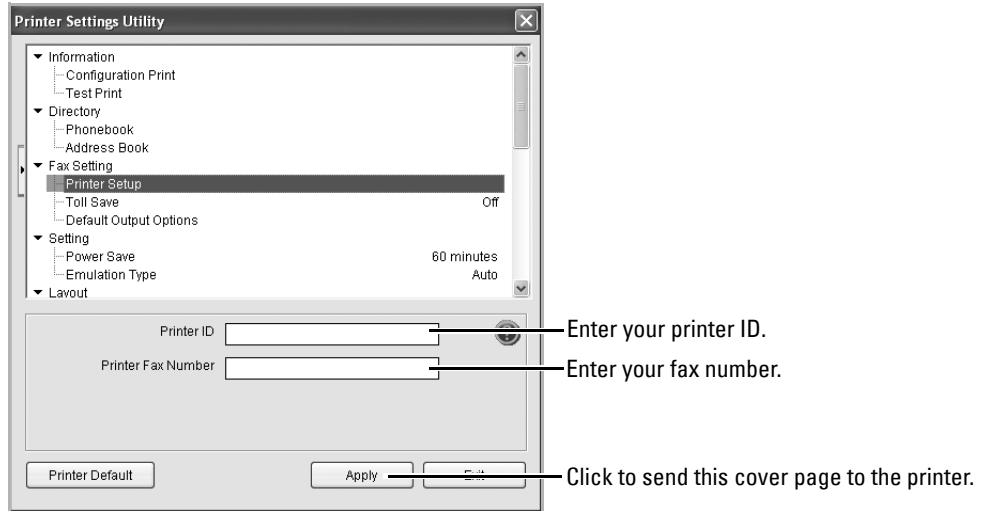 Printer Settings Utility
Information
Configuration Print
Test Print
Directory
Phonebook
Address Book
Fax Setting
Printer Setup
Toll Save Off
Default Output Options
Setting
Power Save 60 minutes
Emulation Type Auto
Layout
Printer ID
Enter your printer ID.
Printer Fax Number
Enter your fax number.
Printer Default
Apply
Exit
Click to send this cover page to the printer.